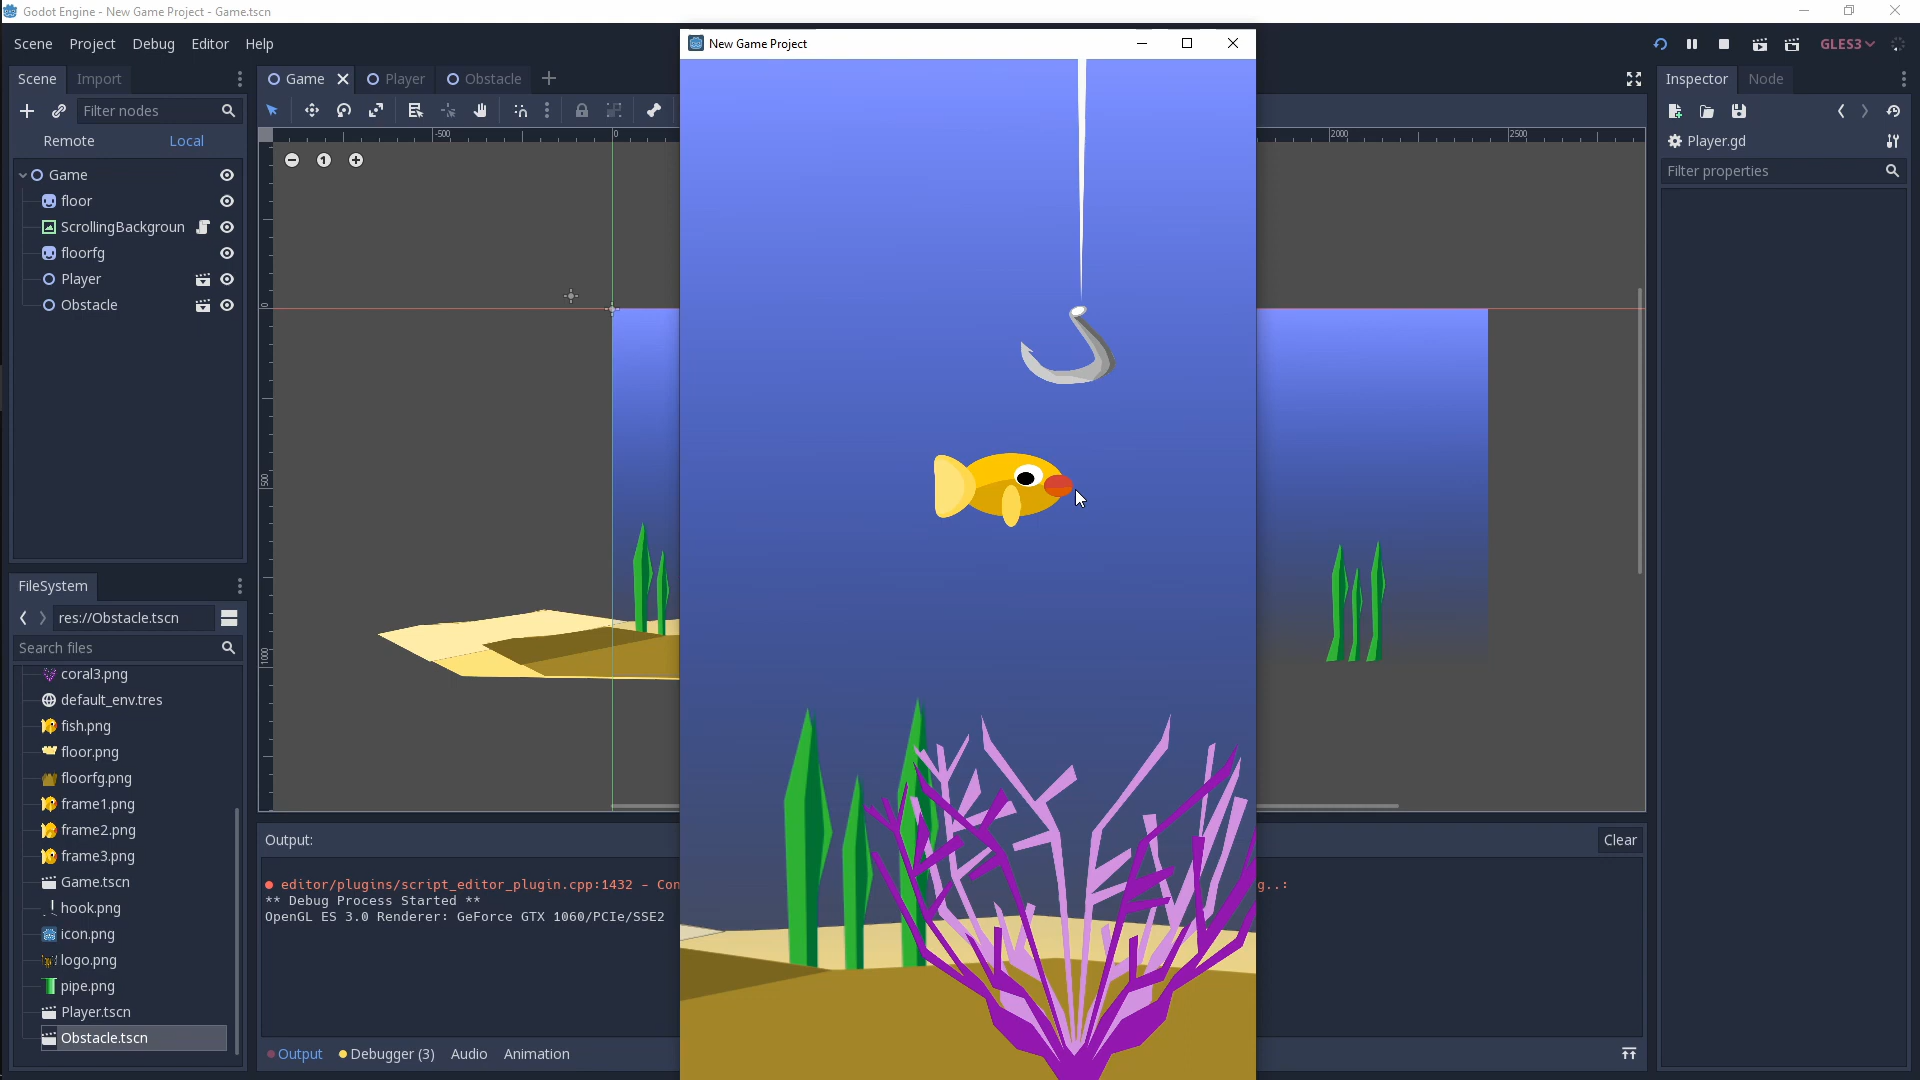 Godot Engine - New Game Project - Game.tscn
Scene Project Debug Editor Help
GLES3
New Game Project
Scene Import
Game Player Obstacle
Inspector Node
Filter nodes
Remote Local
Player.gd
Filter properties
-500 0 2000 2500
1
Game
floor
ScrollingBackgroun
floorfg
Player
Obstacle
0
500
1000
FileSystem
res://Obstacle.tscn
Search files
coral3.png
default_env.tres
fish.png
floor.png
floorfg.png
frame1.png
frame2.png
frame3.png
Game.tscn
hook.png
icon.png
logo.png
pipe.png
Player.tscn
Obstacle.tscn
Output:
Clear
editor/plugins/script_editor_plugin.cpp:1432 - Con
g..:
** Debug Process Started **
OpenGL ES 3.0 Renderer: GeForce GTX 1060/PCIe/SSE2
Output Debugger (3) Audio Animation